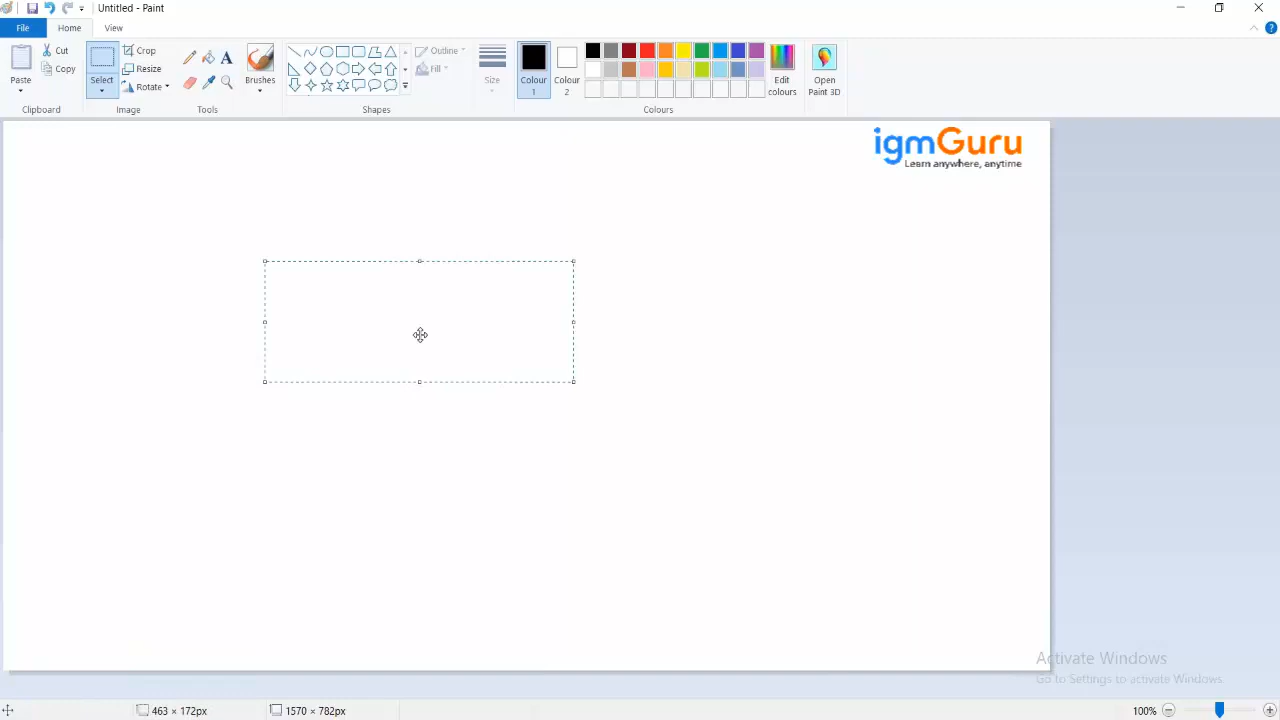 Untitled - Paint
File
Home
View
Paste
Cut
Copy
Clipboard
Select
Crop
Resize
Rotate
Image
Tools
Brushes
Shapes
Outline
Fill
Size
Colour
1
Colour
2
Edit
colours
Colours
Open
Paint 3D
igmGuru
Learn anywhere, anytime
Activate Windows
Go to Settings to activate Windows.
463 × 172px
1570 × 782px
100%